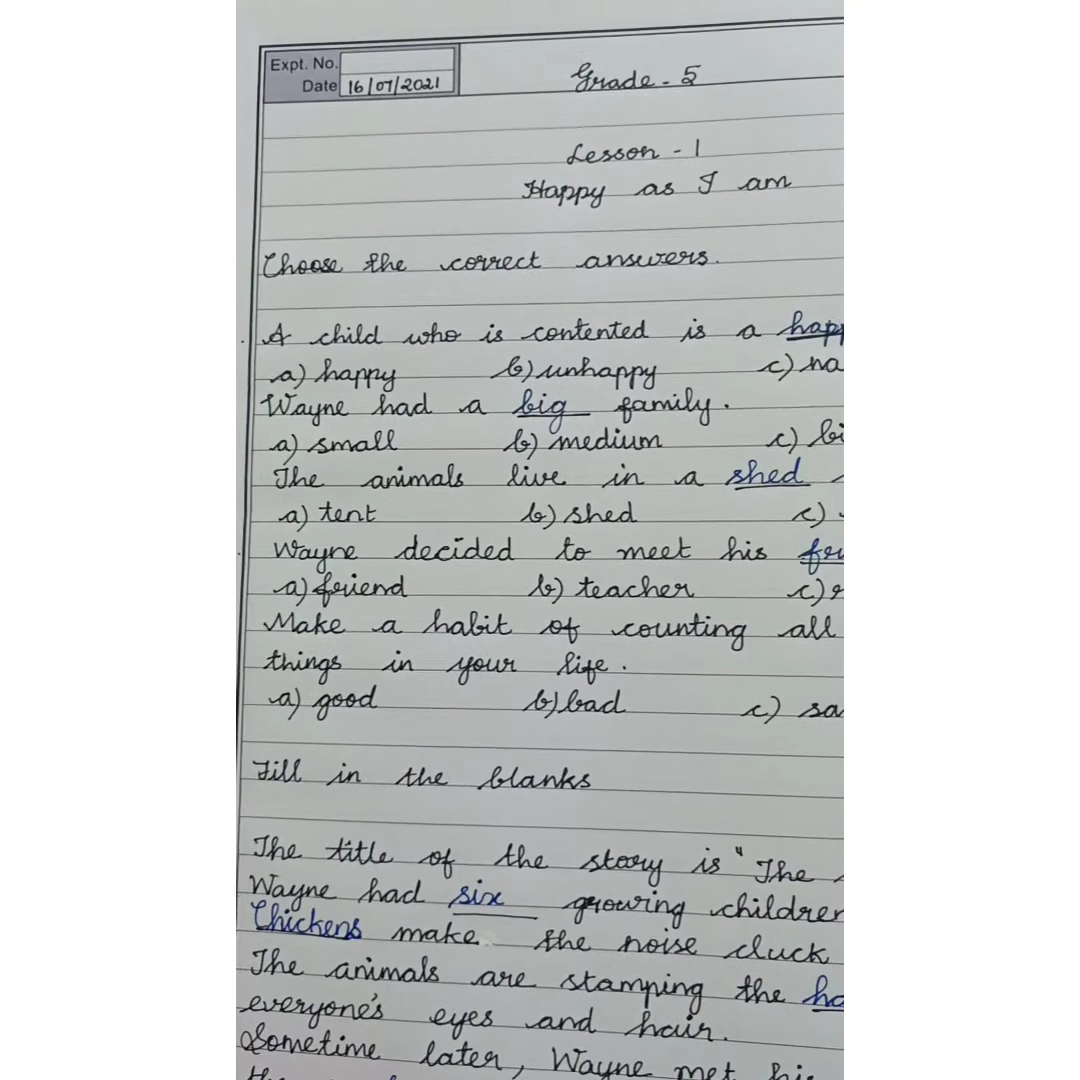 Expt. No.
Date 16/07/2021
Grade - 5
Lesson - 1
Happy as I am
Choose the correct answers.
A child who is contented is a
a) happy b) unhappy c)
Wayne had a big family.
a) small b) medium c)
The animals live in a shed
a) tent b) shed c)
Wayne decided to meet his
a) friend b) teacher c)
Make a habit of counting all
things in your life.
a) good b) bad c)
Fill in the blanks
The title of the story is "The
Wayne had six growing
Chickens make the noise cluck
The animals are stamping the
everyone's eyes and hair.
Sometime later, Wayne met